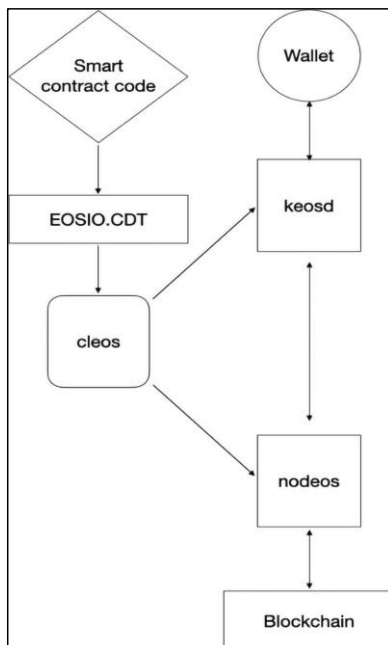 Smart
contract code
Wallet
EOSIO.CDT
keosd
cleos
nodeos
Blockchain